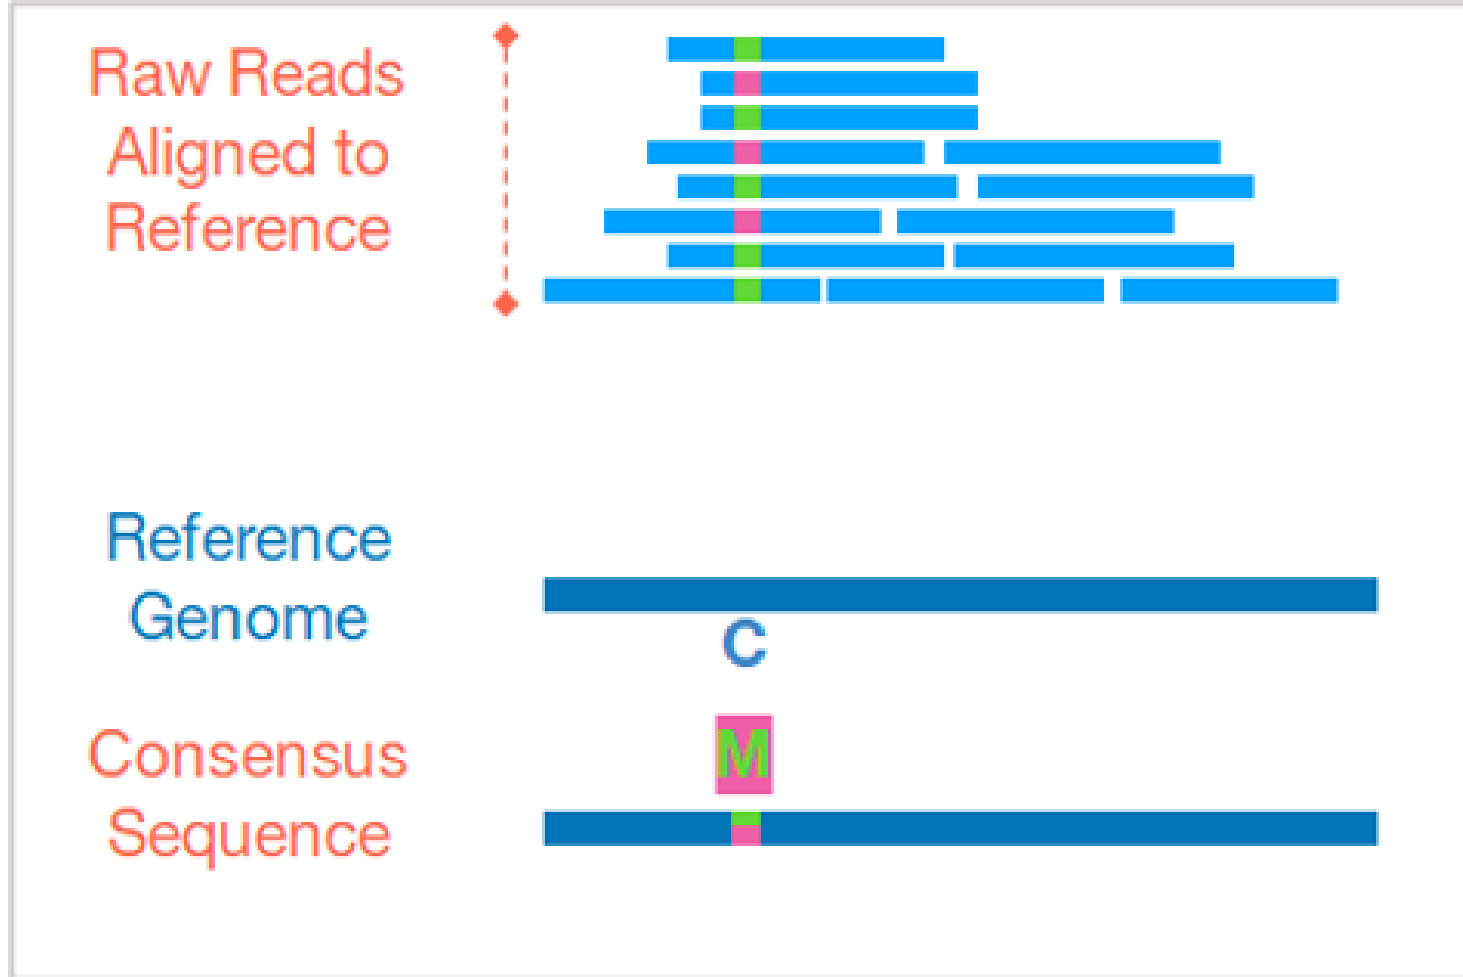 Raw Reads
Aligned to
Reference
Reference
Genome
C
M
Consensus
Sequence